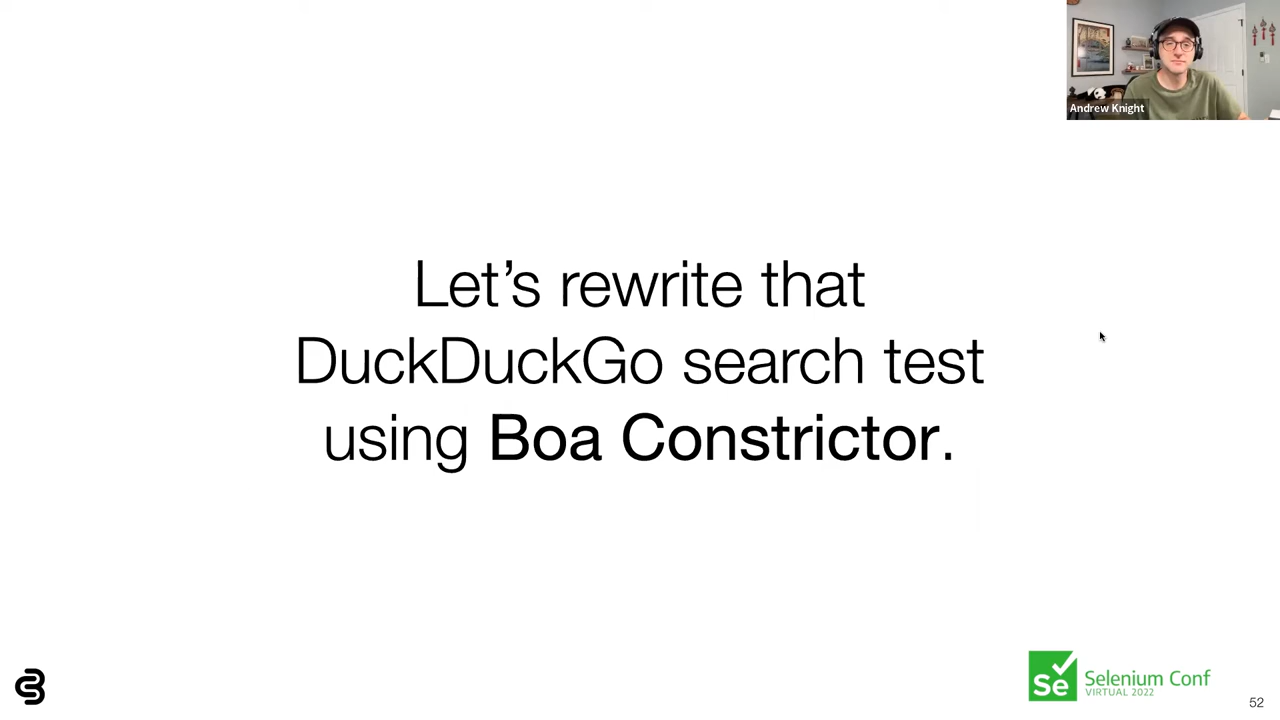 Andrew Knight
Let’s rewrite that
DuckDuckGo search test
using Boa Constrictor.
Se
Selenium Conf
VIRTUAL 2022
52